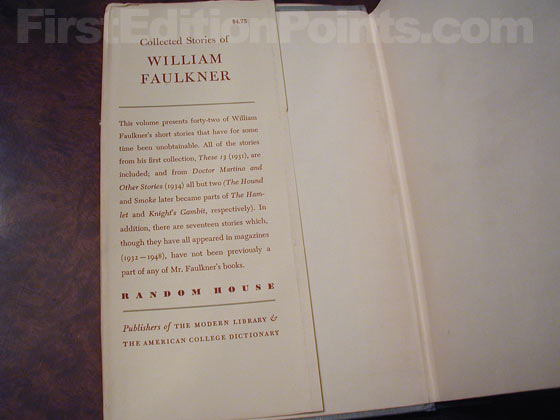 FirstEditionPoints.com
$4.75
Collected Stories of
WILLIAM
FAULKNER
This volume presents forty-two of William
Faulkner's short stories that have for some
time been unobtainable. All of the stories
from his first collection, These 13 (1931), are
included; and from Doctor Martino and
Other Stories (1934) all but two (The Hound
and Smoke later became parts of The Ham-
let and Knight's Gambit, respectively). In
addition, there are seventeen stories which,
though they have all appeared in magazines
(1932—1948), have not been previously a
part of any of Mr. Faulkner's books.
RANDOM HOUSE
Publishers of THE MODERN LIBRARY &
THE AMERICAN COLLEGE DICTIONARY